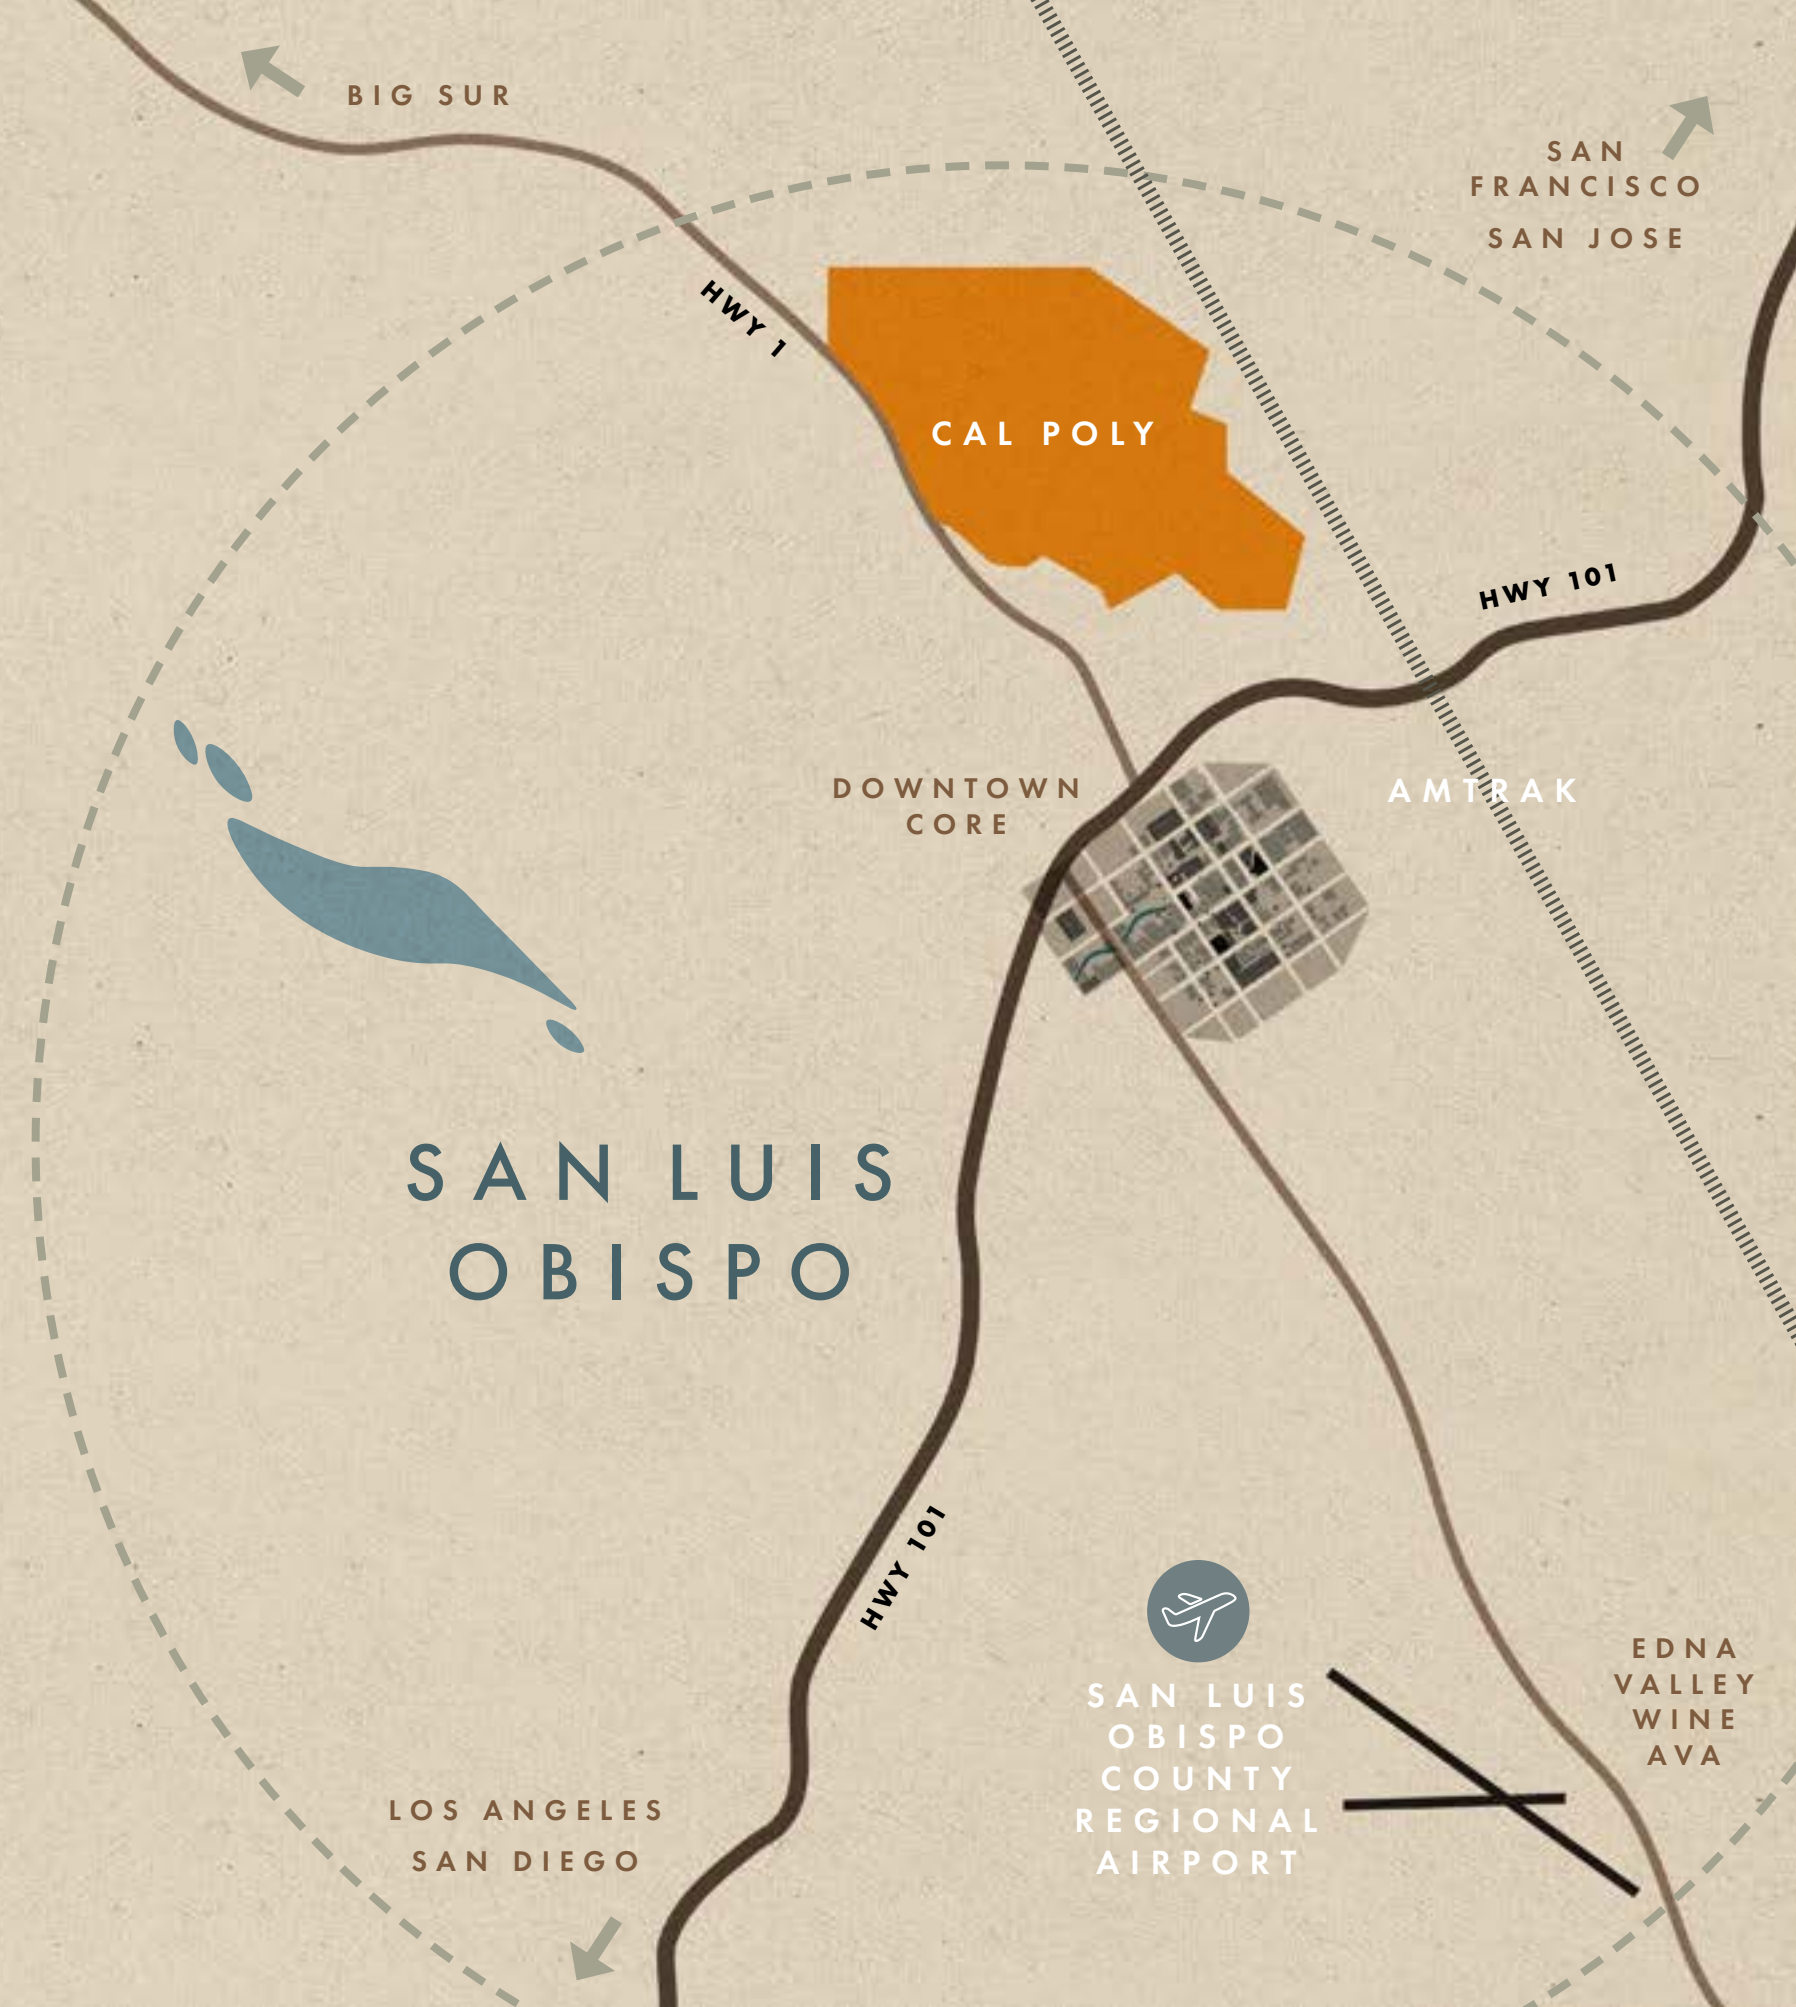 BIG SUR
SAN
FRANCISCO
SAN JOSE
HWY 1
CAL POLY
HWY 101
DOWNTOWN
CORE
AMTRAK
SAN LUIS
OBISPO
HWY 101
SAN LUIS
OBISPO
COUNTY
REGIONAL
AIRPORT
EDNA
VALLEY
WINE
AVA
LOS ANGELES
SAN DIEGO